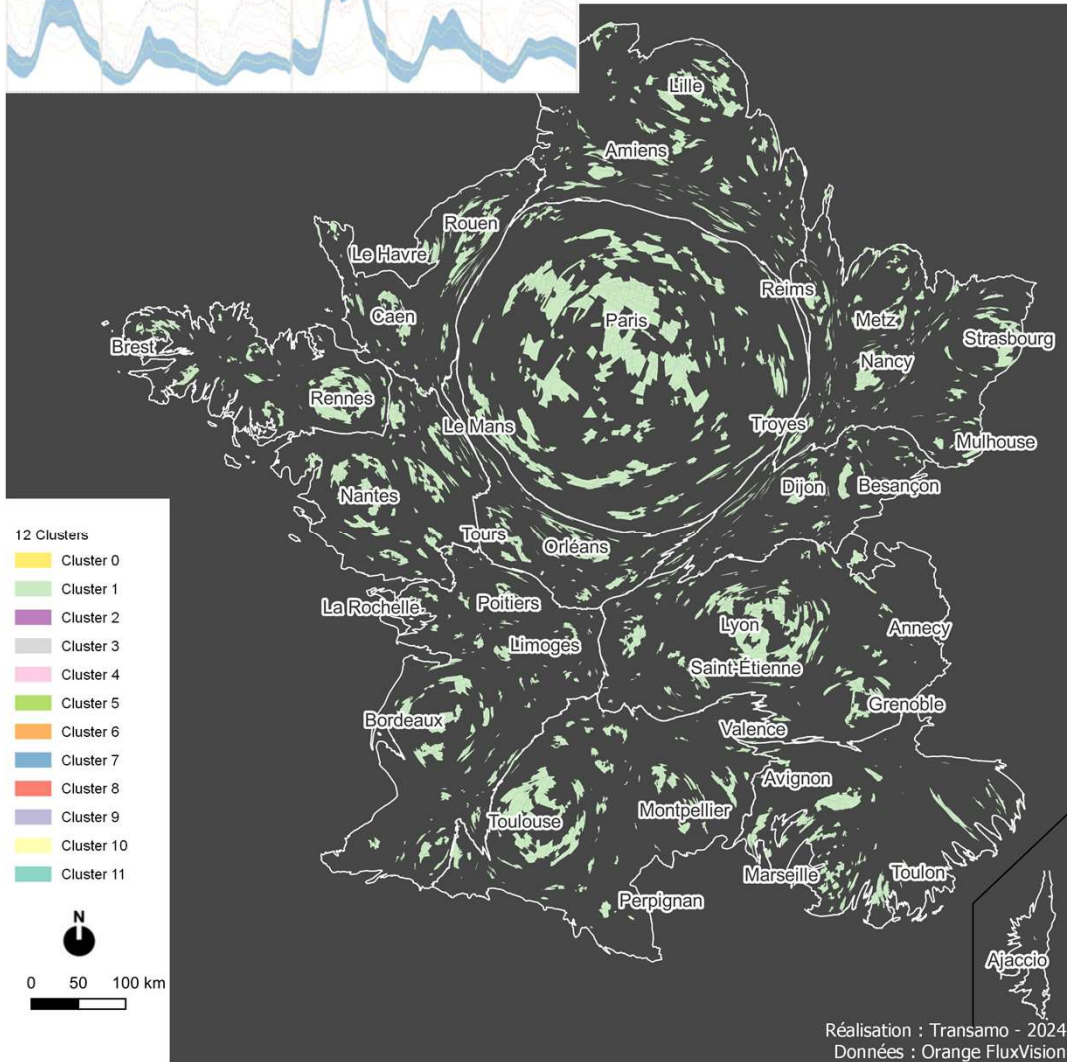 Lille
Amiens
Rouen
Le Havre
Reims
Caen
Paris
Metz
Strasbourg
Brest
Nancy
Rennes
Le Mans
Troyes
Mulhouse
Nantes
Dijon
Besançon
Tours
Orléans
La Rochelle
Poitiers
Limoges
Lyon
Annecy
Saint-Étienne
Grenoble
Bordeaux
Valence
Avignon
Toulouse
Montpellier
Marseille
Toulon
Perpignan
Ajaccio
12 Clusters
Cluster 0
Cluster 1
Cluster 2
Cluster 3
Cluster 4
Cluster 5
Cluster 6
Cluster 7
Cluster 8
Cluster 9
Cluster 10
Cluster 11
N
0 50 100 km
Réalisation : Transamo - 2024
Données : Orange FluxVision